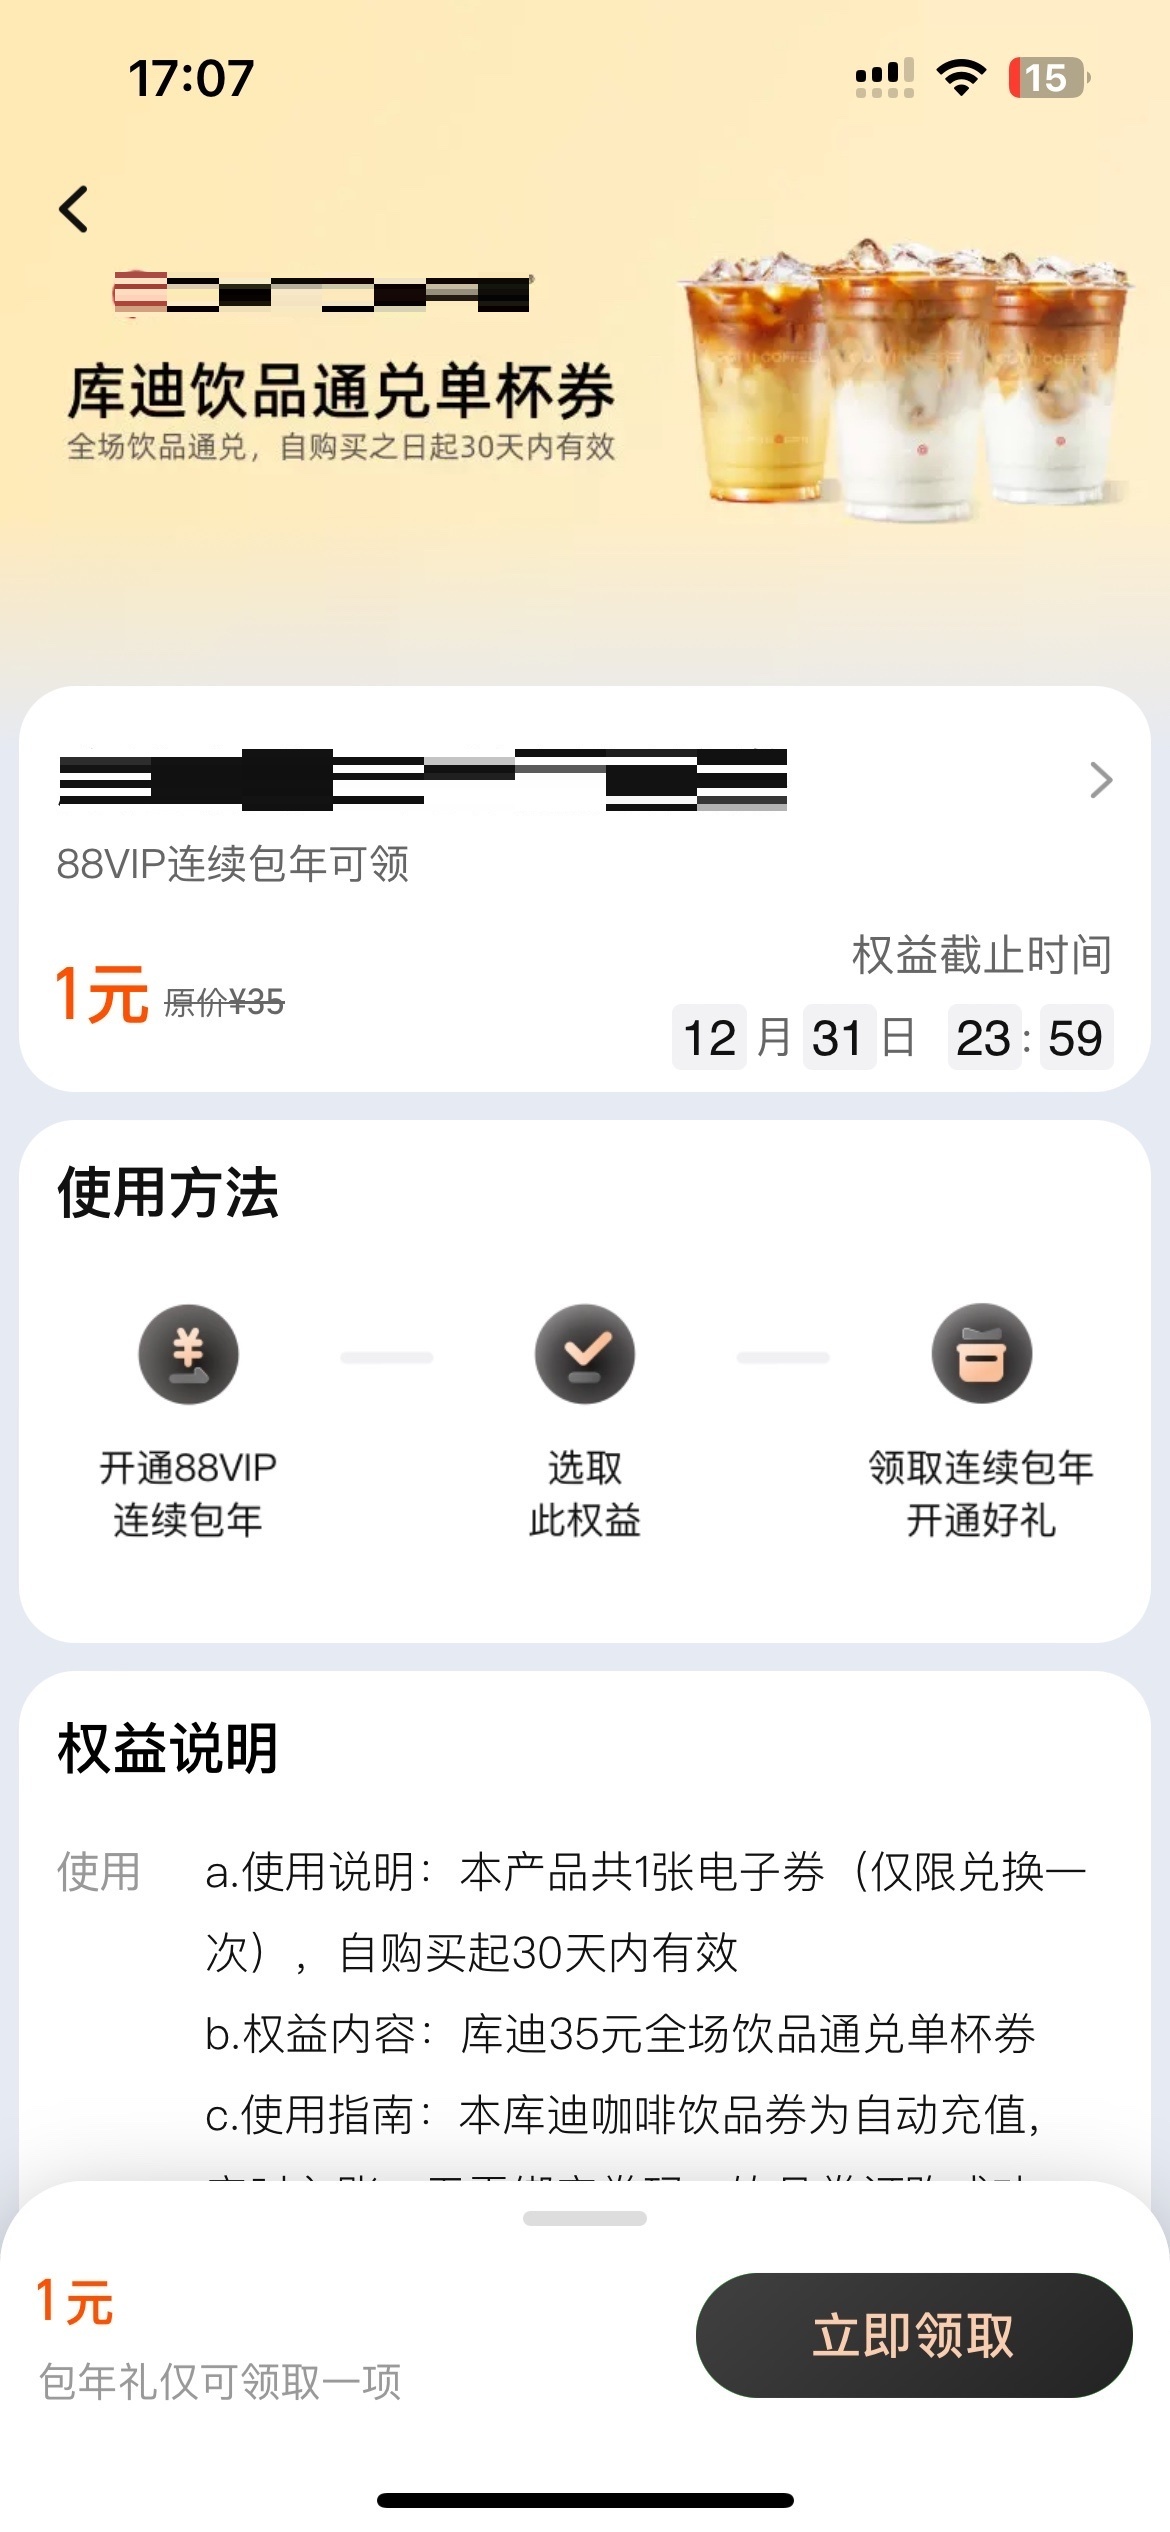 17:07
15
库迪饮品通兑单杯券
全场饮品通兑，自购买之日起30天内有效
88VIP连续包年可领
权益截止时间
1元 原价¥35
12月31日 23:59
使用方法
开通88VIP
连续包年
选取
此权益
领取连续包年
开通好礼
权益说明
使用
a.使用说明：本产品共1张电子券（仅限兑换一
次），自购买起30天内有效
b.权益内容：库迪35元全场饮品通兑单杯券
c.使用指南：本库迪咖啡饮品券为自动充值，
1元
立即领取
包年礼仅可领取一项